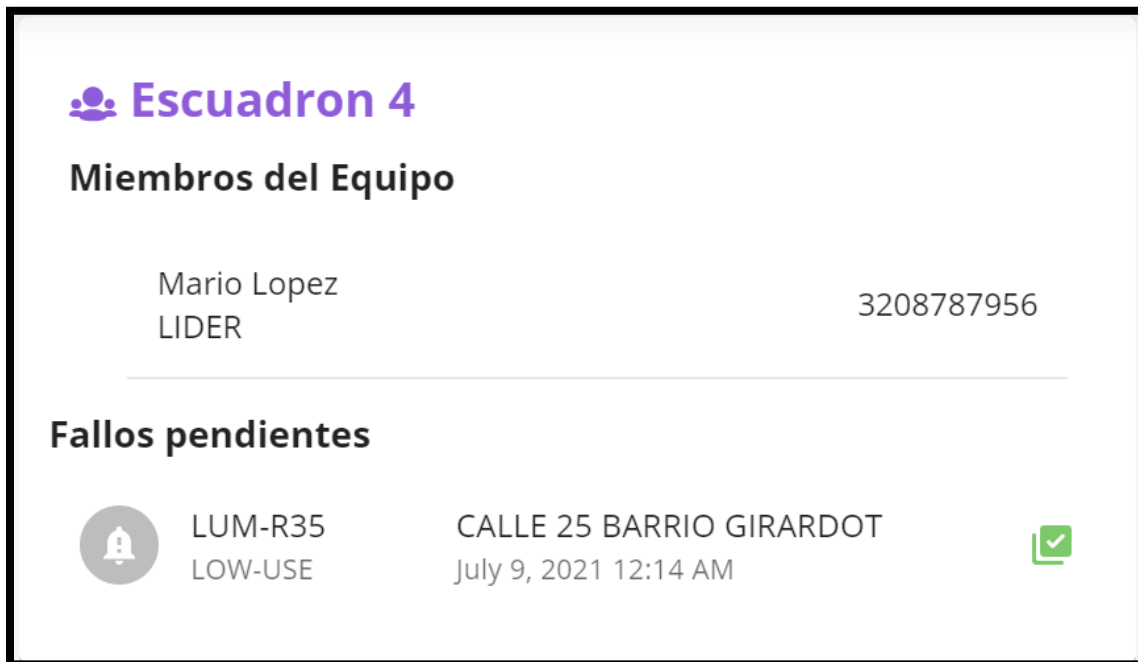 Escuadron 4
Miembros del Equipo
Mario Lopez
LIDER
3208787956
Fallos pendientes
LUM-R35
LOW-USE
CALLE 25 BARRIO GIRARDOT
July 9, 2021 12:14 AM